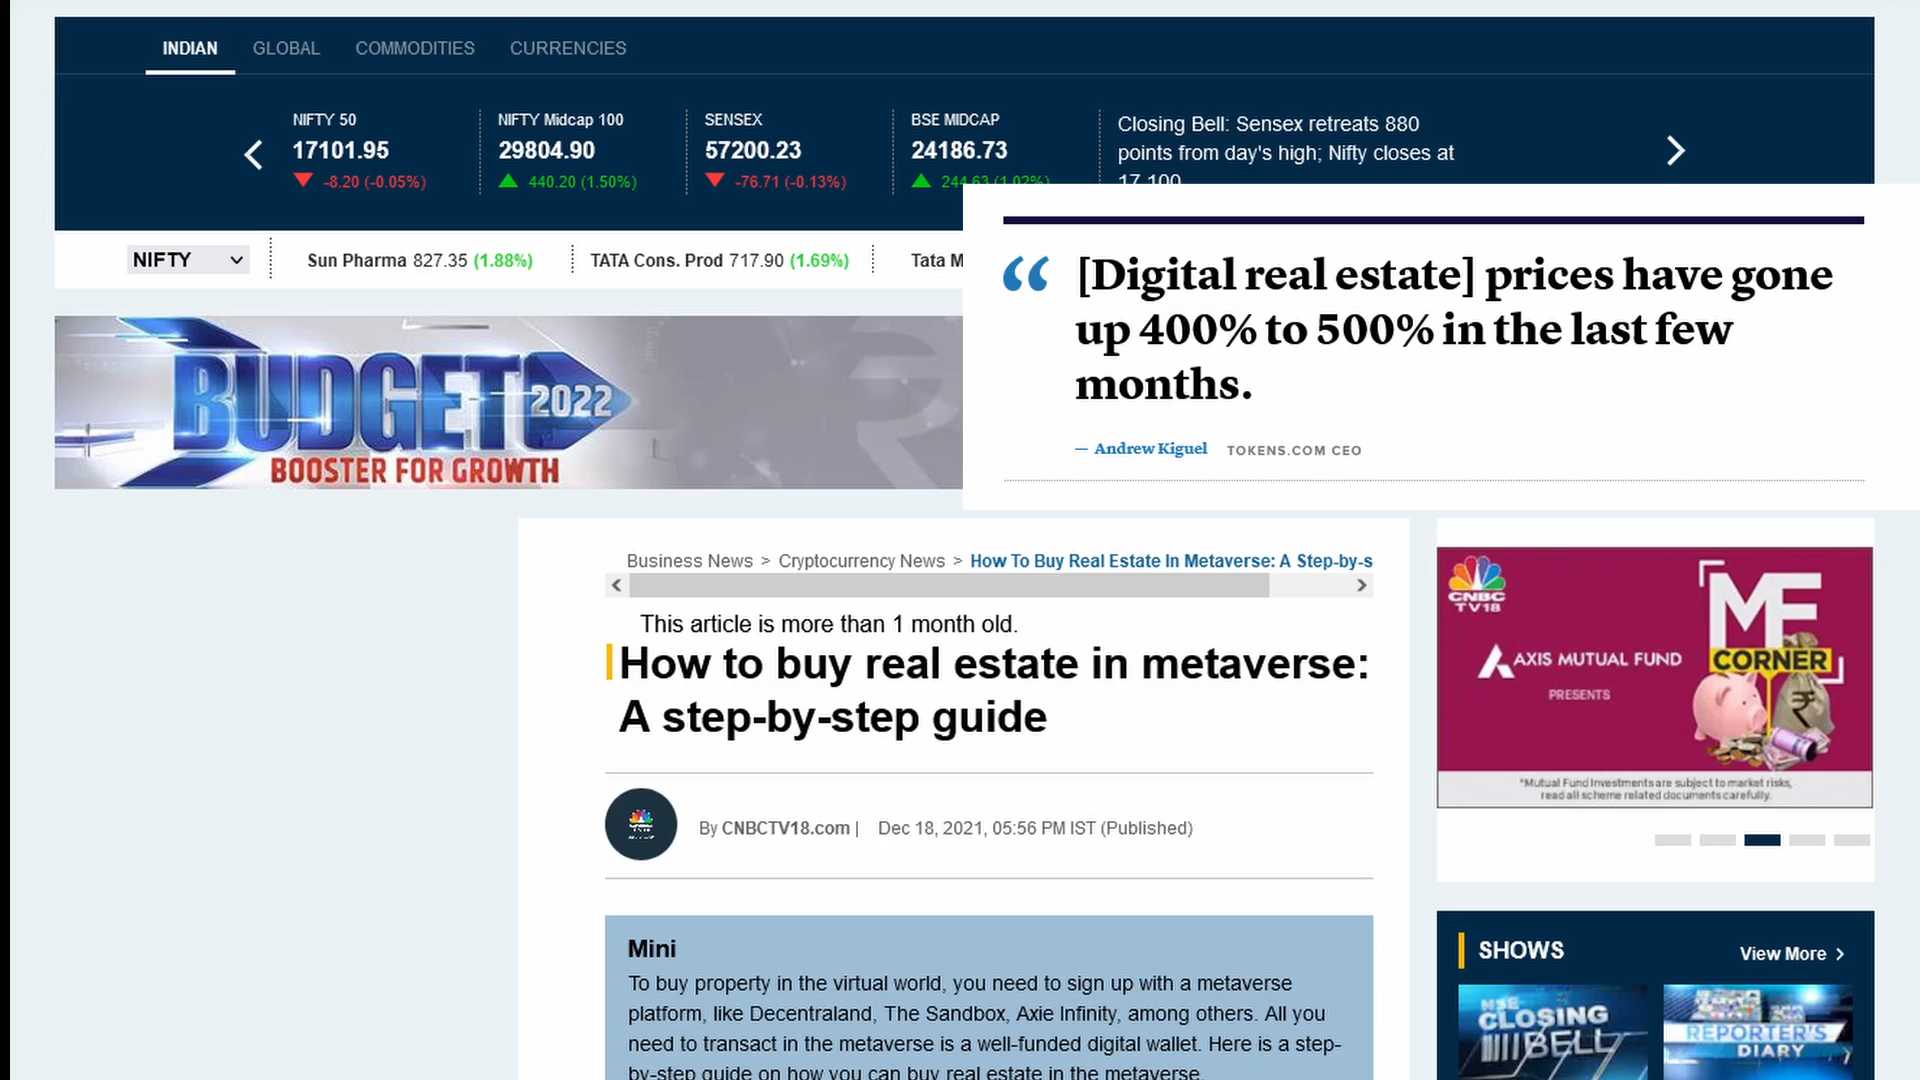 INDIAN GLOBAL COMMODITIES CURRENCIES
NIFTY 50
17101.95
-8.20 (-0.05%)
NIFTY Midcap 100
29804.90
440.20 (1.50%)
SENSEX
57200.23
-76.71 (-0.13%)
BSE MIDCAP
24186.73
244.63 (1.02%)
Closing Bell: Sensex retreats 880
points from day's high; Nifty closes at
17,100
NIFTY
Sun Pharma 827.35 (1.88%)
TATA Cons. Prod 717.90 (1.69%)
Tata M
“[Digital real estate] prices have gone
up 400% to 500% in the last few
months.
— Andrew Kiguel TOKENS.COM CEO
BUDGET 2022
BOOSTER FOR GROWTH
Business News > Cryptocurrency News > How To Buy Real Estate In Metaverse: A Step-by-s
This article is more than 1 month old.
How to buy real estate in metaverse:
A step-by-step guide
By CNBCTV18.com | Dec 18, 2021, 05:56 PM IST (Published)
Mini
To buy property in the virtual world, you need to sign up with a metaverse
platform, like Decentraland, The Sandbox, Axie Infinity, among others. All you
need to transact in the metaverse is a well-funded digital wallet. Here is a step-
by-step guide on how you can buy real estate in the metaverse.
CNBC
TV18
AXIS MUTUAL FUND
PRESENTS
MF
CORNER
*Mutual Fund Investments are subject to market risks,
read all scheme related documents carefully.
SHOWS
View More >
NSE
CLOSING
BELL
REPORTER'S
DIARY